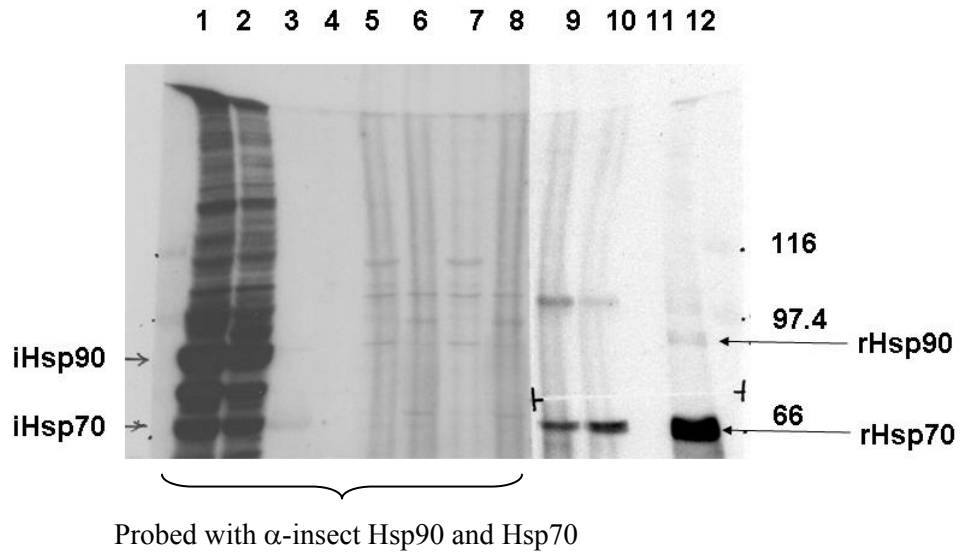 1 2 3 4 5 6 7 8 9 10 11 12
116
97.4
iHsp90
rHsp90
iHsp70
66
rHsp70
Probed with α-insect Hsp90 and Hsp70